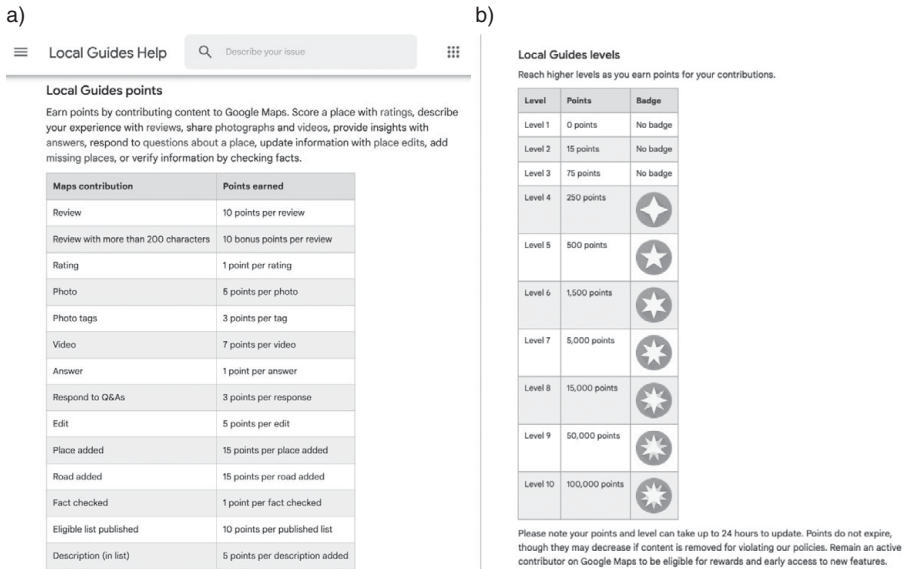 a)
Local Guides Help
Describe your issue
Local Guides points
Earn points by contributing content to Google Maps. Score a place with ratings, describe
your experience with reviews, share photographs and videos, provide insights with
answers, respond to questions about a place, update information with place edits, add
missing places, or verify information by checking facts.
Maps contribution Points earned
Review 10 points per review
Review with more than 200 characters 10 bonus points per review
Rating 1 point per rating
Photo 5 points per photo
Photo tags 3 points per tag
Video 7 points per video
Answer 1 point per answer
Respond to Q&As 3 points per response
Edit 5 points per edit
Place added 15 points per place added
Road added 15 points per road added
Fact checked 1 point per fact checked
Eligible list published 10 points per published list
Description (in list) 5 points per description added
b)
Local Guides levels
Reach higher levels as you earn points for your contributions.
Level Points Badge
Level 1 0 points No badge
Level 2 15 points No badge
Level 3 75 points No badge
Level 4 250 points
Level 5 500 points
Level 6 1,500 points
Level 7 5,000 points
Level 8 15,000 points
Level 9 50,000 points
Level 10 100,000 points
Please note your points and level can take up to 24 hours to update. Points do not expire,
though they may decrease if content is removed for violating our policies. Remain an active
contributor on Google Maps to be eligible for rewards and early access to new features.